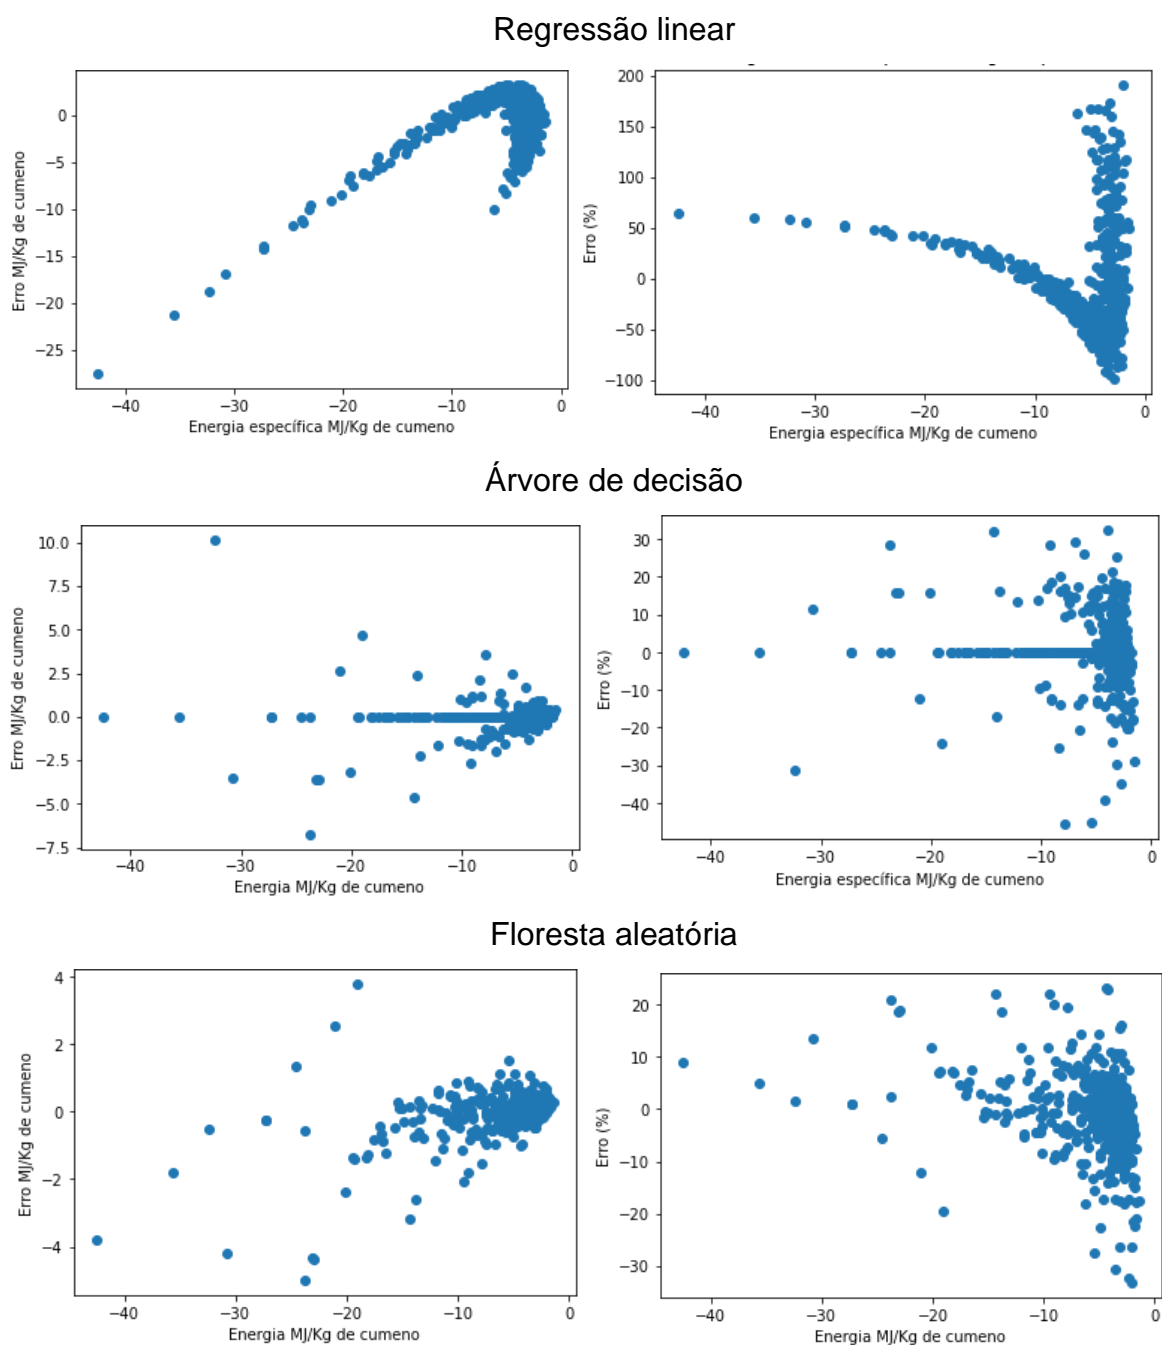 Regressão linear
0
−5
−10
−15
−20
−25
Erro MJ/Kg de cumeno
−40 −30 −20 −10 0
Energia específica MJ/Kg de cumeno
200
150
100
50
0
−50
−100
Erro (%)
−40 −30 −20 −10 0
Energia específica MJ/Kg de cumeno
Árvore de decisão
10.0
7.5
5.0
2.5
0.0
−2.5
−5.0
−7.5
Erro MJ/Kg de cumeno
−40 −30 −20 −10 0
Energia MJ/Kg de cumeno
30
20
10
0
−10
−20
−30
−40
Erro (%)
−40 −30 −20 −10 0
Energia específica MJ/Kg de cumeno
Floresta aleatória
4
2
0
−2
−4
Erro MJ/Kg de cumeno
−40 −30 −20 −10 0
Energia MJ/Kg de cumeno
20
10
0
−10
−20
−30
Erro (%)
−40 −30 −20 −10 0
Energia MJ/Kg de cumeno